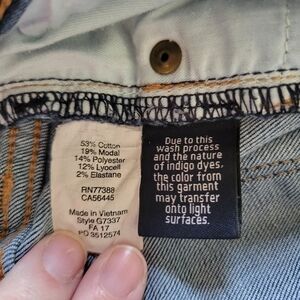 53% Cotton
19% Modal
14% Polyester
12% Lyocell
2% Elastane
RN77388
CA56445
Made in Vietnam
Style G7337
FA 17
PO 3512574
Due to this
wash process
and the nature
of indigo dyes,
the color from
this garment
may transfer
onto light
surfaces.